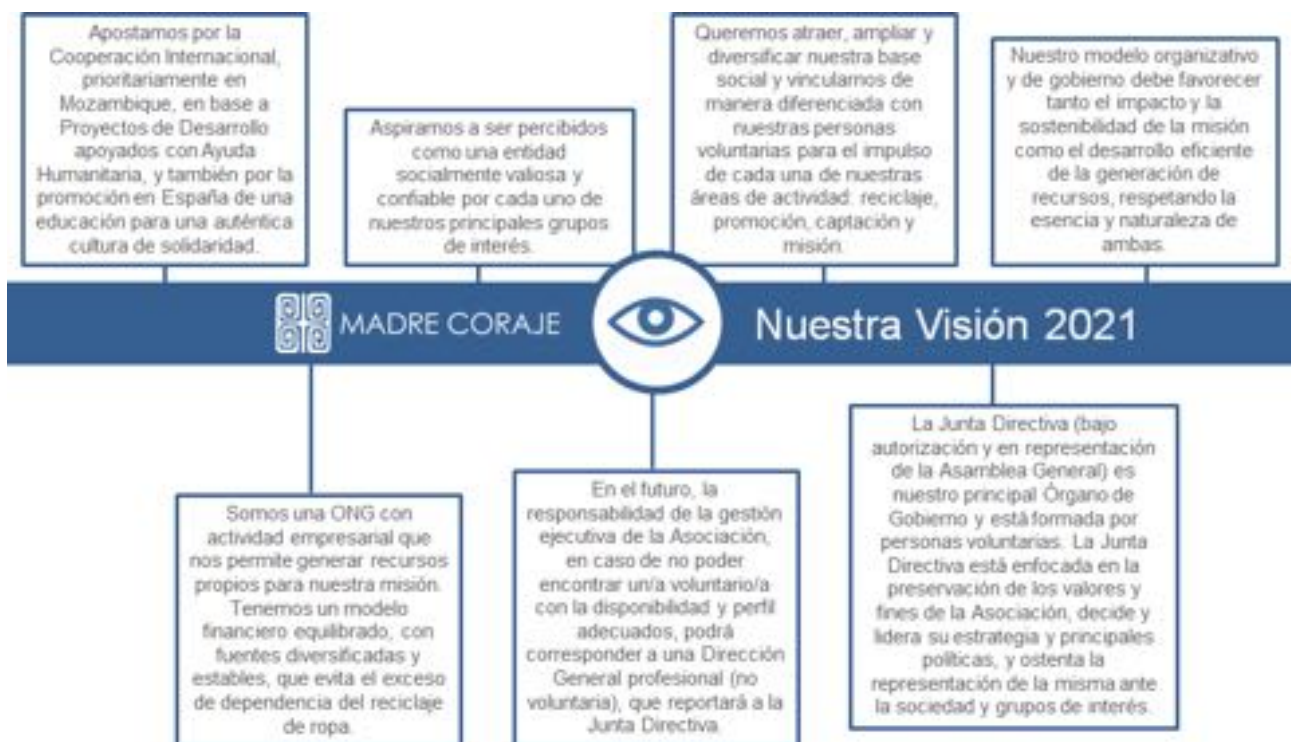 Apostamos por la
Cooperación Internacional,
prioritariamente en
Mozambique, en base a
Proyectos de Desarrollo
apoyados con Ayuda
Humanitaria, y también por la
promoción en España de una
educación para una auténtica
cultura de solidaridad.
Aspiramos a ser percibidos
como una entidad
socialmente valiosa y
confiable por cada uno de
nuestros principales grupos
de interés.
Queremos atraer, ampliar y
diversificar nuestra base
social y vincularnos de
manera diferenciada con
nuestras personas
voluntarias para el impulso
de cada una de nuestras
áreas de actividad: reciclaje,
promoción, captación y
misión.
Nuestro modelo organizativo
y de gobierno debe favorecer
tanto el impacto y la
sostenibilidad de la misión
como el desarrollo eficiente
de la generación de
recursos, respetando la
esencia y naturaleza de
ambas.
MADRE CORAJE
Nuestra Visión 2021
Somos una ONG con
actividad empresarial que
nos permite generar recursos
propios para nuestra misión.
Tenemos un modelo
financiero equilibrado, con
fuentes diversificadas y
estables, que evita el exceso
de dependencia del reciclaje
de ropa.
En el futuro, la
responsabilidad de la gestión
ejecutiva de la Asociación,
en caso de no poder
encontrar un/a voluntario/a
con la disponibilidad y perfil
adecuados, podrá
corresponder a una Dirección
General profesional (no
voluntaria), que reportará a la
Junta Directiva.
La Junta Directiva (bajo
autorización y en representación
de la Asamblea General) es
nuestro principal Órgano de
Gobierno y está formada por
personas voluntarias. La Junta
Directiva está enfocada en la
preservación de los valores y
fines de la Asociación, decide y
lidera su estrategia y principales
políticas, y ostenta la
representación de la misma ante
la sociedad y grupos de interés.